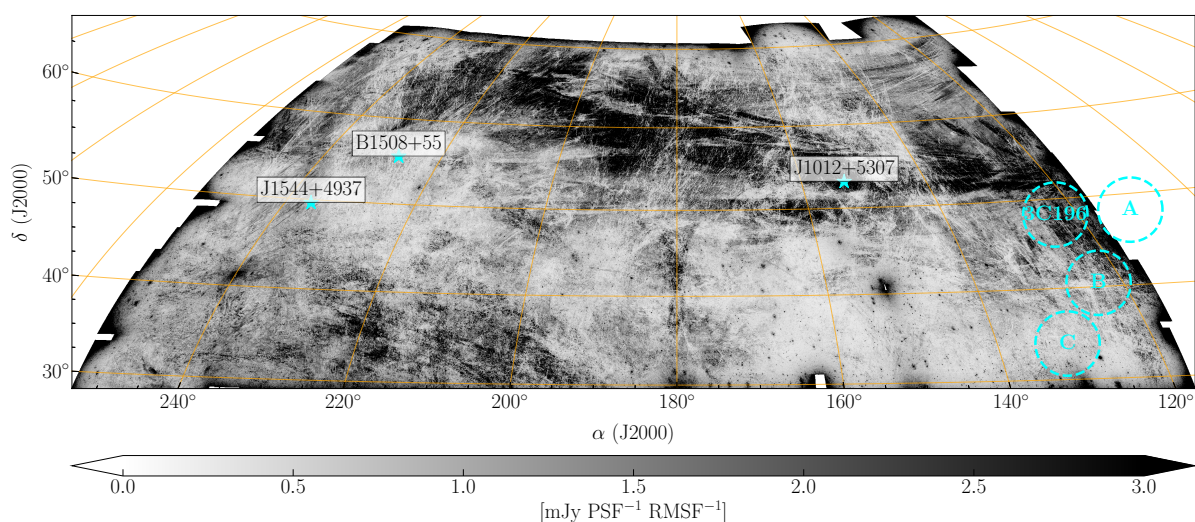 60°
B1508+55
J1012+5307
50°
J1544+4937
3C196
A
δ (J2000)
40°
B
C
30°
240° 220° 200° 180° 160° 140° 120°
α (J2000)
0.0 0.5 1.0 1.5 2.0 2.5 3.0
[mJy PSF⁻¹ RMSF⁻¹]